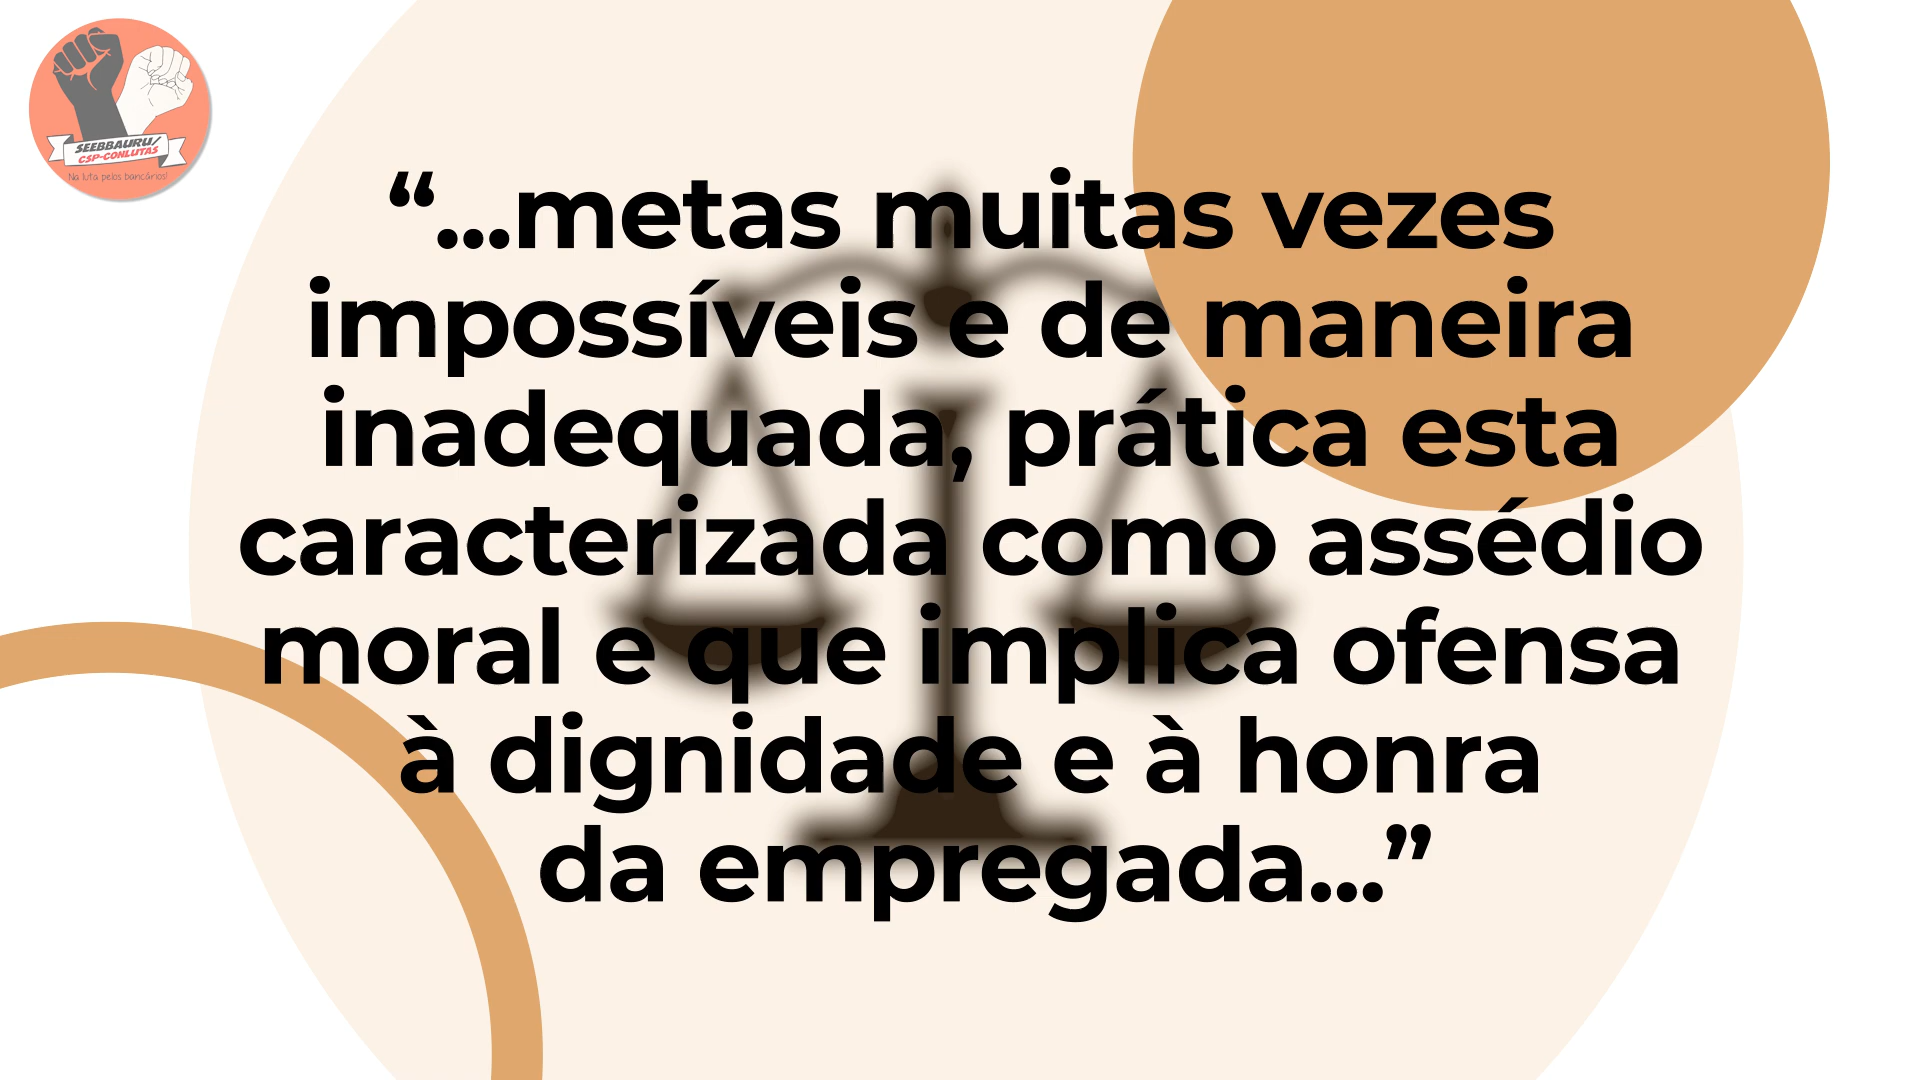 SEEBBAURU/
CSP-CONLUTAS
Na luta pelos bancários!
“...metas muitas vezes
impossíveis e de maneira
inadequada, prática esta
caracterizada como assédio
moral e que implica ofensa
à dignidade e à honra
da empregada...”